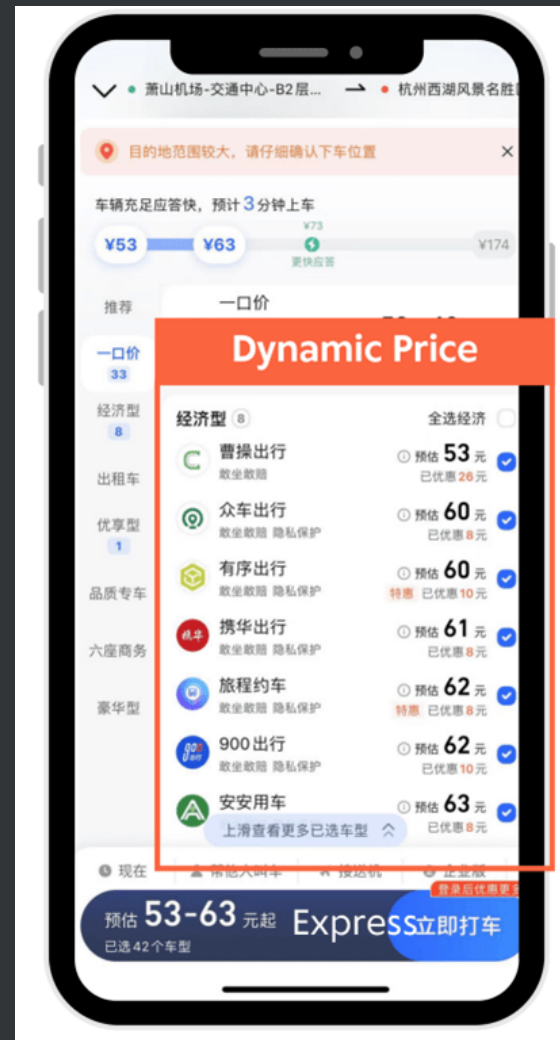 萧山机场-交通中心-B2层... → 杭州西湖风景名胜
目的地范围较大，请仔细确认下车位置 ×
车辆充足应答快，预计3分钟上车
¥73
¥53 ¥63 ¥174
更快应答
推荐
一口价
一口价
33
Dynamic Price
经济型
8
经济型 8 全选经济
曹操出行 预估 53 元
敢坐敢赔 已优惠26元
出租车
众车出行 预估 60 元
敢坐敢赔 隐私保护 已优惠8元
优享型
1
有序出行 预估 60 元
敢坐敢赔 隐私保护 特惠 已优惠10元
品质专车
携华出行 预估 61 元
敢坐敢赔 隐私保护 已优惠8元
六座商务
旅程约车 预估 62 元
敢坐敢赔 隐私保护 特惠 已优惠8元
豪华型
900出行 预估 62 元
敢坐敢赔 隐私保护 已优惠10元
安安用车 预估 63 元
上滑查看更多已选车型 已优惠8元
现在 帮他人叫车 接送机 企业版
登录后优惠更多
预估 53-63 元起 Express 立即打车
已选42个车型